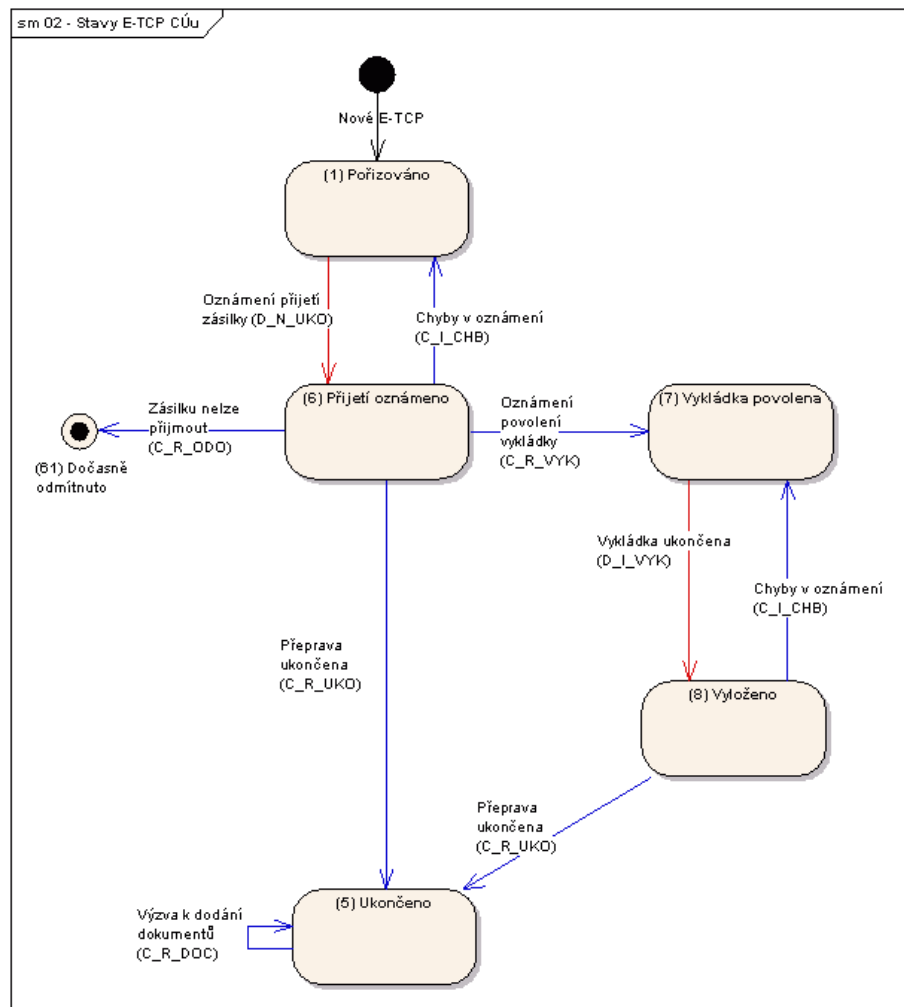 sm 02 - Stavy E-TCP CÚu
Nové E-TCP
(1) Pořizováno
Oznámení přijetí
zásilky (D_N_UKO)
Chyby v oznámení
(C_I_CHB)
(6) Přijetí oznámeno
Zásilku nelze
přijmout
(C_R_ODO)
(61) Dočasně
odmítnuto
Oznámení
povolení
vykládky
(C_R_VYK)
(7) Vykládka povolena
Vykládka ukončena
(D_I_VYK)
Chyby v oznámení
(C_I_CHB)
Přeprava
ukončena
(C_R_UKO)
(8) Vyloženo
Přeprava
ukončena
(C_R_UKO)
(5) Ukončeno
Výzva k dodání
dokumentů
(C_R_DOC)